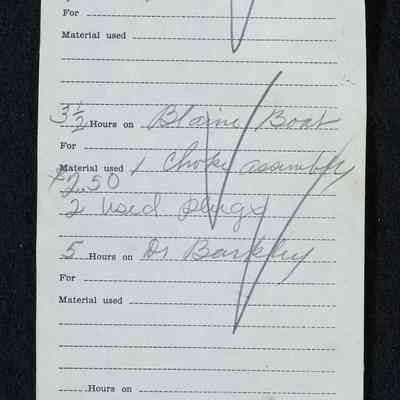 For
Material used
3½ Hours on Blaine Boat
For
Material used 1 Choke assembly
$2.50
2 used plugs
5 Hours on Dr Barkley
For
Material used
Hours on